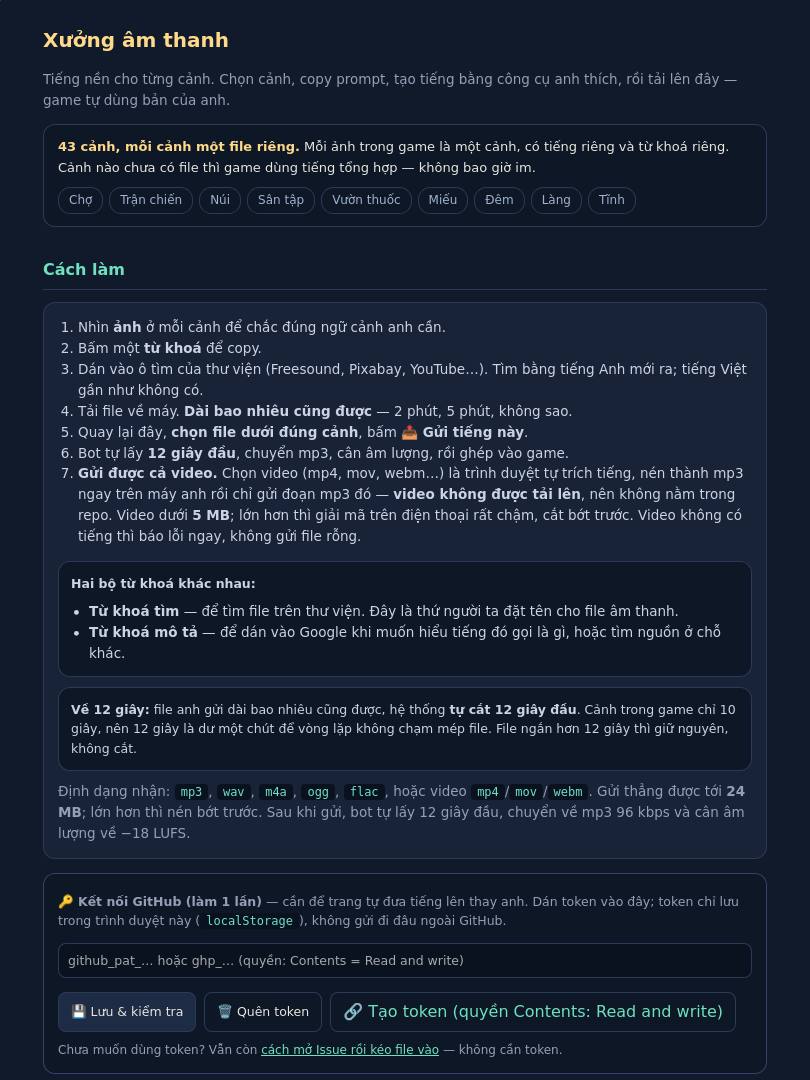 Xưởng âm thanh
Tiếng nền cho từng cảnh. Chọn cảnh, copy prompt, tạo tiếng bằng công cụ anh thích, rồi tải lên đây —
game tự dùng bản của anh.
43 cảnh, mỗi cảnh một file riêng. Mỗi ảnh trong game là một cảnh, có tiếng riêng và từ khoá riêng.
Cảnh nào chưa có file thì game dùng tiếng tổng hợp — không bao giờ im.
Chợ Trận chiến Núi Sân tập Vườn thuốc Miếu Đêm Làng Tĩnh
Cách làm
1. Nhìn ảnh ở mỗi cảnh để chắc đúng ngữ cảnh anh cần.
2. Bấm một từ khoá để copy.
3. Dán vào ô tìm của thư viện (Freesound, Pixabay, YouTube…). Tìm bằng tiếng Anh mới ra; tiếng Việt
gần như không có.
4. Tải file về máy. Dài bao nhiêu cũng được — 2 phút, 5 phút, không sao.
5. Quay lại đây, chọn file dưới đúng cảnh, bấm 📤 Gửi tiếng này.
6. Bot tự lấy 12 giây đầu, chuyển mp3, cân âm lượng, rồi ghép vào game.
7. Gửi được cả video. Chọn video (mp4, mov, webm…) là trình duyệt tự trích tiếng, nén thành mp3
ngay trên máy anh rồi chỉ gửi đoạn mp3 đó — video không được tải lên, nên không nằm trong
repo. Video dưới 5 MB; lớn hơn thì giải mã trên điện thoại rất chậm, cắt bớt trước. Video không có
tiếng thì báo lỗi ngay, không gửi file rỗng.
Hai bộ từ khoá khác nhau:
• Từ khoá tìm — để tìm file trên thư viện. Đây là thứ người ta đặt tên cho file âm thanh.
• Từ khoá mô tả — để dán vào Google khi muốn hiểu tiếng đó gọi là gì, hoặc tìm nguồn ở chỗ
khác.
Về 12 giây: file anh gửi dài bao nhiêu cũng được, hệ thống tự cắt 12 giây đầu. Cảnh trong game chỉ 10
giây, nên 12 giây là dư một chút để vòng lặp không chạm mép file. File ngắn hơn 12 giây thì giữ nguyên,
không cắt.
Định dạng nhận: mp3, wav, m4a, ogg, flac, hoặc video mp4/mov/webm. Gửi thẳng được tới 24
MB; lớn hơn thì nén bớt trước. Sau khi gửi, bot tự lấy 12 giây đầu, chuyển về mp3 96 kbps và cân âm
lượng về −18 LUFS.
🔑 Kết nối GitHub (làm 1 lần) — cần để trang tự đưa tiếng lên thay anh. Dán token vào đây; token chỉ lưu
trong trình duyệt này (localStorage), không gửi đi đâu ngoài GitHub.
github_pat_… hoặc ghp_… (quyền: Contents = Read and write)
💾 Lưu & kiểm tra 🗑️ Quên token 🔗 Tạo token (quyền Contents: Read and write)
Chưa muốn dùng token? Vẫn còn cách mở Issue rồi kéo file vào — không cần token.